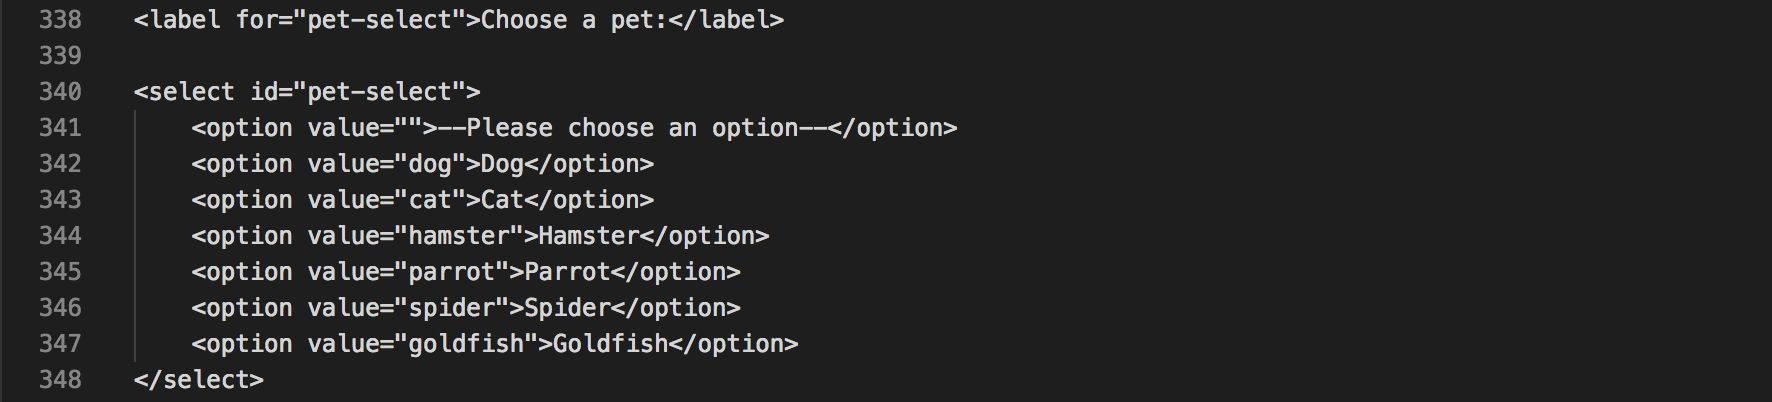 338 <label for="pet-select">Choose a pet:</label>
339
340 <select id="pet-select">
341     <option value="">--Please choose an option--</option>
342     <option value="dog">Dog</option>
343     <option value="cat">Cat</option>
344     <option value="hamster">Hamster</option>
345     <option value="parrot">Parrot</option>
346     <option value="spider">Spider</option>
347     <option value="goldfish">Goldfish</option>
348 </select>